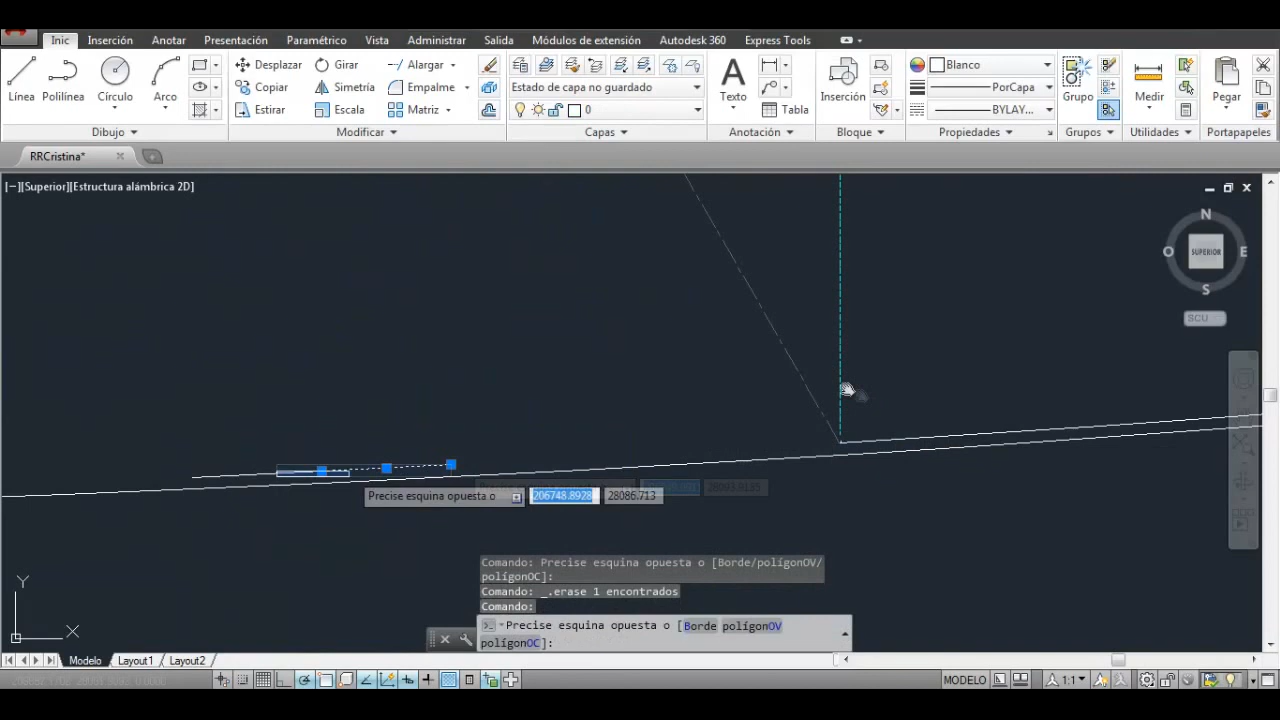 Inic Inserción Anotar Presentación Paramétrico Vista Administrar Salida Módulos de extensión Autodesk 360 Express Tools
Línea Polilínea Círculo Arco
Desplazar Girar Alargar
Copiar Simetría Empalme
Estirar Escala Matriz
Estado de capa no guardado
0
Texto
Tabla
Inserción
Blanco
PorCapa
BYLAY...
Grupo
Medir
Pegar
Dibujo Modificar Capas Anotación Bloque Propiedades Grupos Utilidades Portapapeles
RRCristina*
[−][Superior][Estructura alámbrica 2D]
N
O SUPERIOR E
S
SCU
Precise esquina opuesta o 206748.8928 28086.713
Comando: Precise esquina opuesta o [Borde/polígonOV/
polígonOC]:
Comando: _.erase 1 encontrados
Comando:
Precise esquina opuesta o [Borde polígonOV
polígonOC]:
Y
X
Modelo Layout1 Layout2
MODELO 1:1